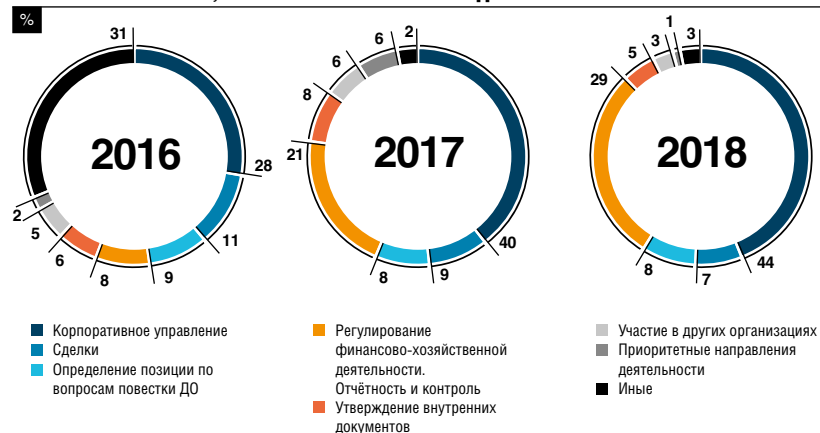 %
31
28
11
9
8
6
5
2
2016
2
40
9
8
21
8
6
6
2017
3
44
7
8
29
5
3
1
2018
Корпоративное управление
Сделки
Определение позиции по
вопросам повестки ДО
Регулирование
финансово-хозяйственной
деятельности.
Отчётность и контроль
Утверждение внутренних
документов
Участие в других организациях
Приоритетные направления
деятельности
Иные